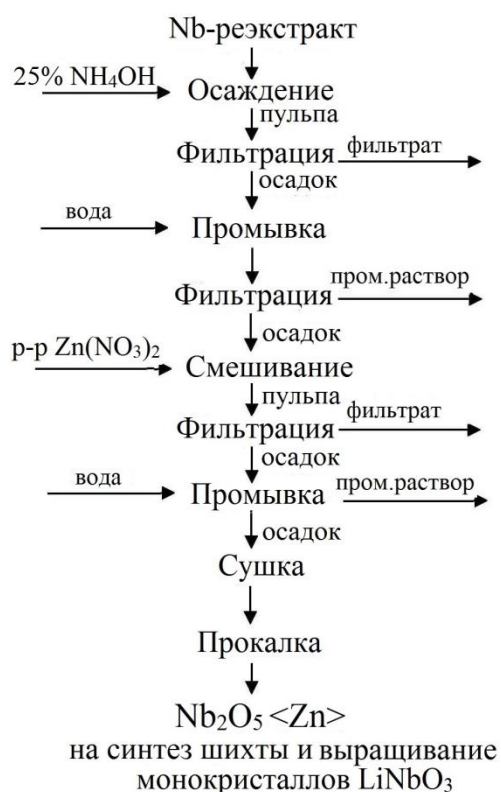 Nb-реэкстракт
25% NH₄OH
Осаждение
пульпа
Фильтрация
фильтрат
осадок
вода
Промывка
Фильтрация
пром.раствор
осадок
р-р Zn(NO₃)₂
Смешивание
пульпа
Фильтрация
фильтрат
осадок
вода
Промывка
пром.раствор
осадок
Сушка
Прокалка
Nb₂O₅ <Zn>
на синтез шихты и выращивание
монокристаллов LiNbO₃